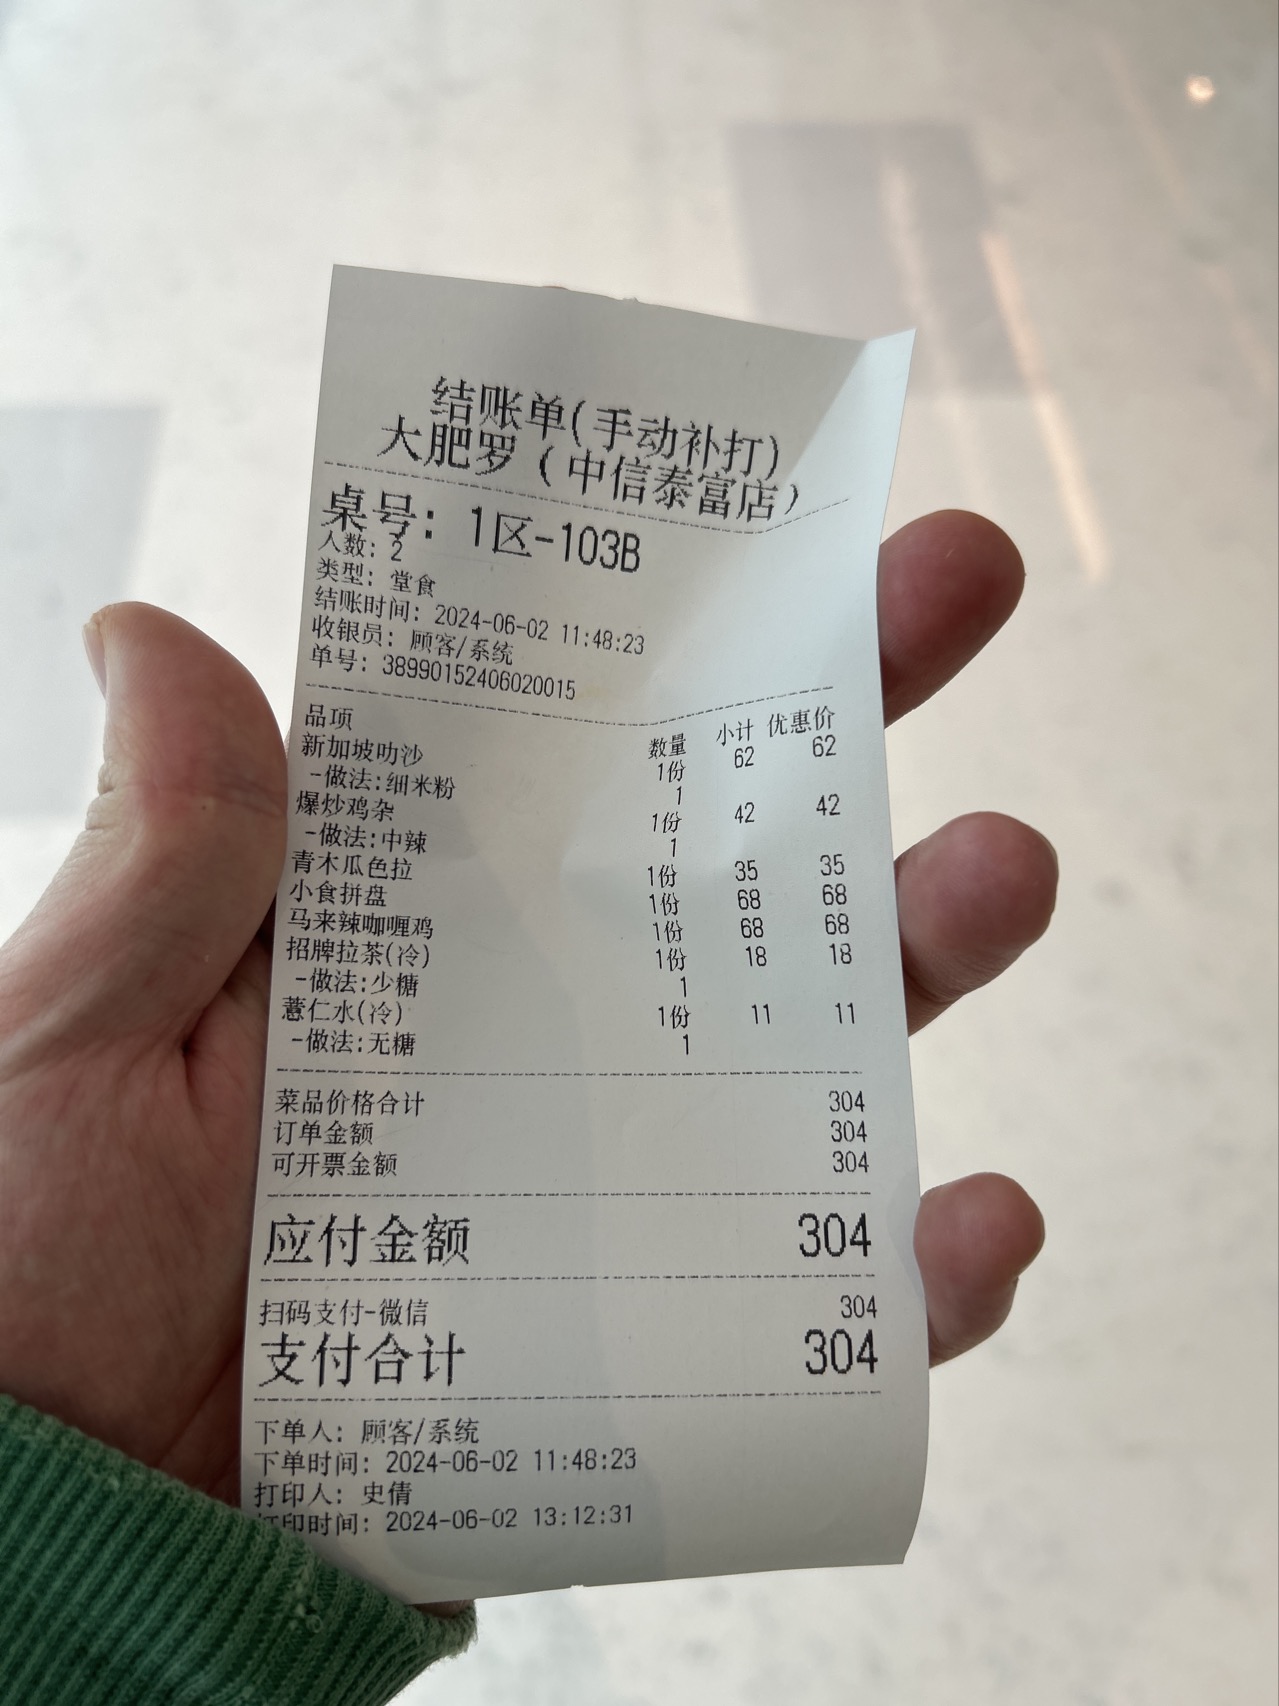 结账单(手动补打)
大肥罗（中信泰富店）
桌号: 1区-103B
人数: 2
类型: 堂食
结账时间: 2024-06-02 11:48:23
收银员: 顾客/系统
单号: 38990152406020015
品项 数量 小计 优惠价
新加坡叻沙 1份 62 62
-做法:细米粉 1
爆炒鸡杂 1份 42 42
-做法:中辣 1
青木瓜色拉 1份 35 35
小食拼盘 1份 68 68
马来辣咖喱鸡 1份 68 68
招牌拉茶(冷) 1份 18 18
-做法:少糖 1
薏仁水(冷) 1份 11 11
-做法:无糖 1
菜品价格合计 304
订单金额 304
可开票金额 304
应付金额 304
扫码支付-微信 304
支付合计 304
下单人: 顾客/系统
下单时间: 2024-06-02 11:48:23
打印人: 史倩
打印时间: 2024-06-02 13:12:31